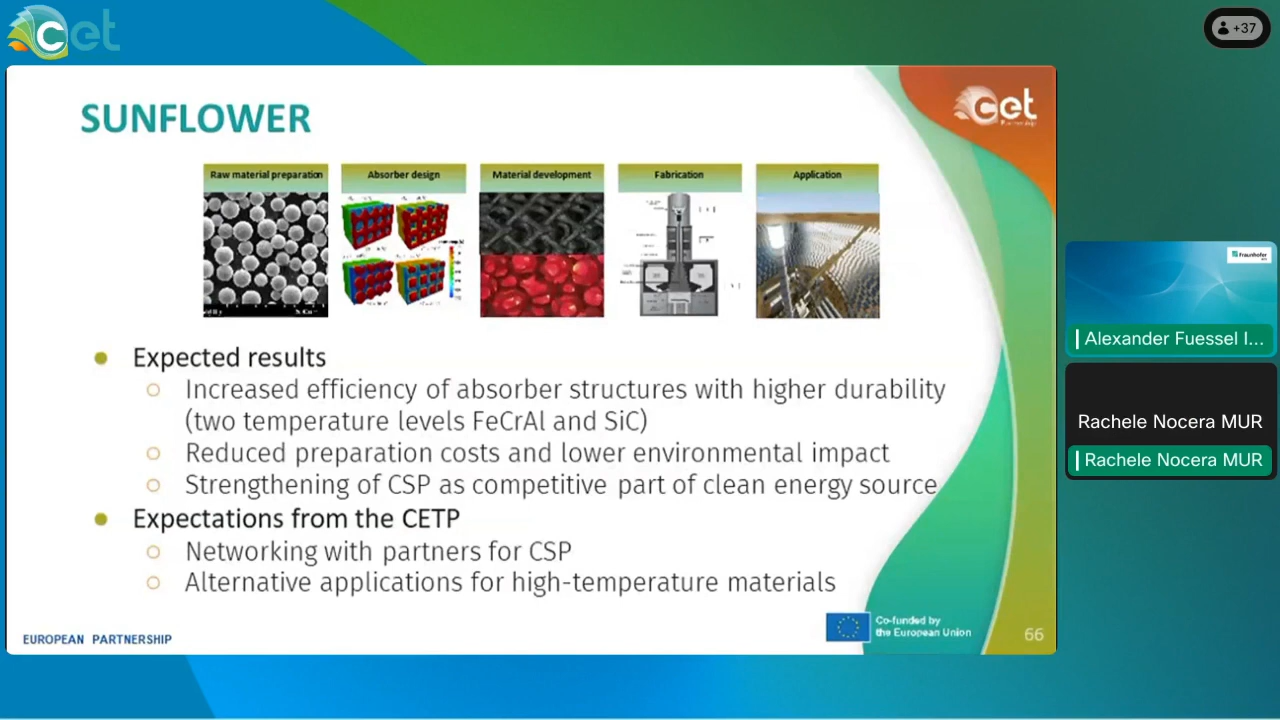 cet
+37
SUNFLOWER
cet
Partnership
Raw material preparation
Absorber design
Material development
Fabrication
Application
Expected results
Increased efficiency of absorber structures with higher durability
(two temperature levels FeCrAl and SiC)
Reduced preparation costs and lower environmental impact
Strengthening of CSP as competitive part of clean energy source
Expectations from the CETP
Networking with partners for CSP
Alternative applications for high-temperature materials
EUROPEAN PARTNERSHIP
Co-funded by
the European Union
66
Fraunhofer
Alexander Fuessel I...
Rachele Nocera MUR
Rachele Nocera MUR